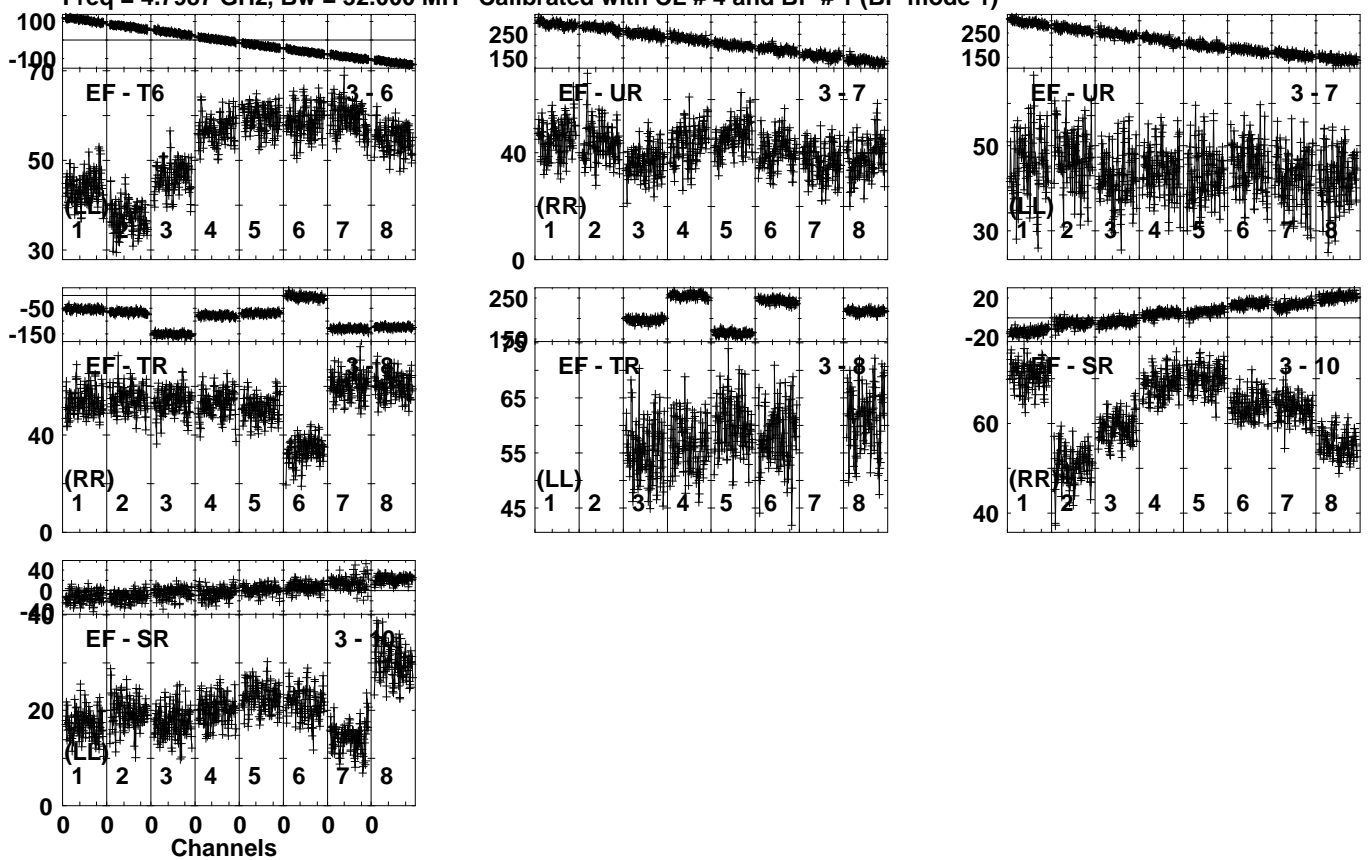 Freq = 4.7987 GHz, Bw = 32.000 MH Calibrated with CL # 4 and BP # 1 (BP mode 1)
100
-100
70
50
30
EF - T6 3 - 6
(LL)
1 2 3 4 5 6 7 8
250
150
40
0
EF - UR 3 - 7
(RR)
1 2 3 4 5 6 7 8
250
150
50
30
EF - UR 3 - 7
(LL)
1 2 3 4 5 6 7 8
-50
-150
40
0
EF - TR 3 - 8
(RR)
1 2 3 4 5 6 7 8
250
150
75
65
55
45
EF - TR 3 - 8
(LL)
1 2 3 4 5 6 7 8
20
-20
60
40
EF - SR 3 - 10
(RR)
1 2 3 4 5 6 7 8
40
0
-40
40
20
0
EF - SR 3 - 10
(LL)
1 2 3 4 5 6 7 8
0 0 0 0 0 0 0 0
Channels